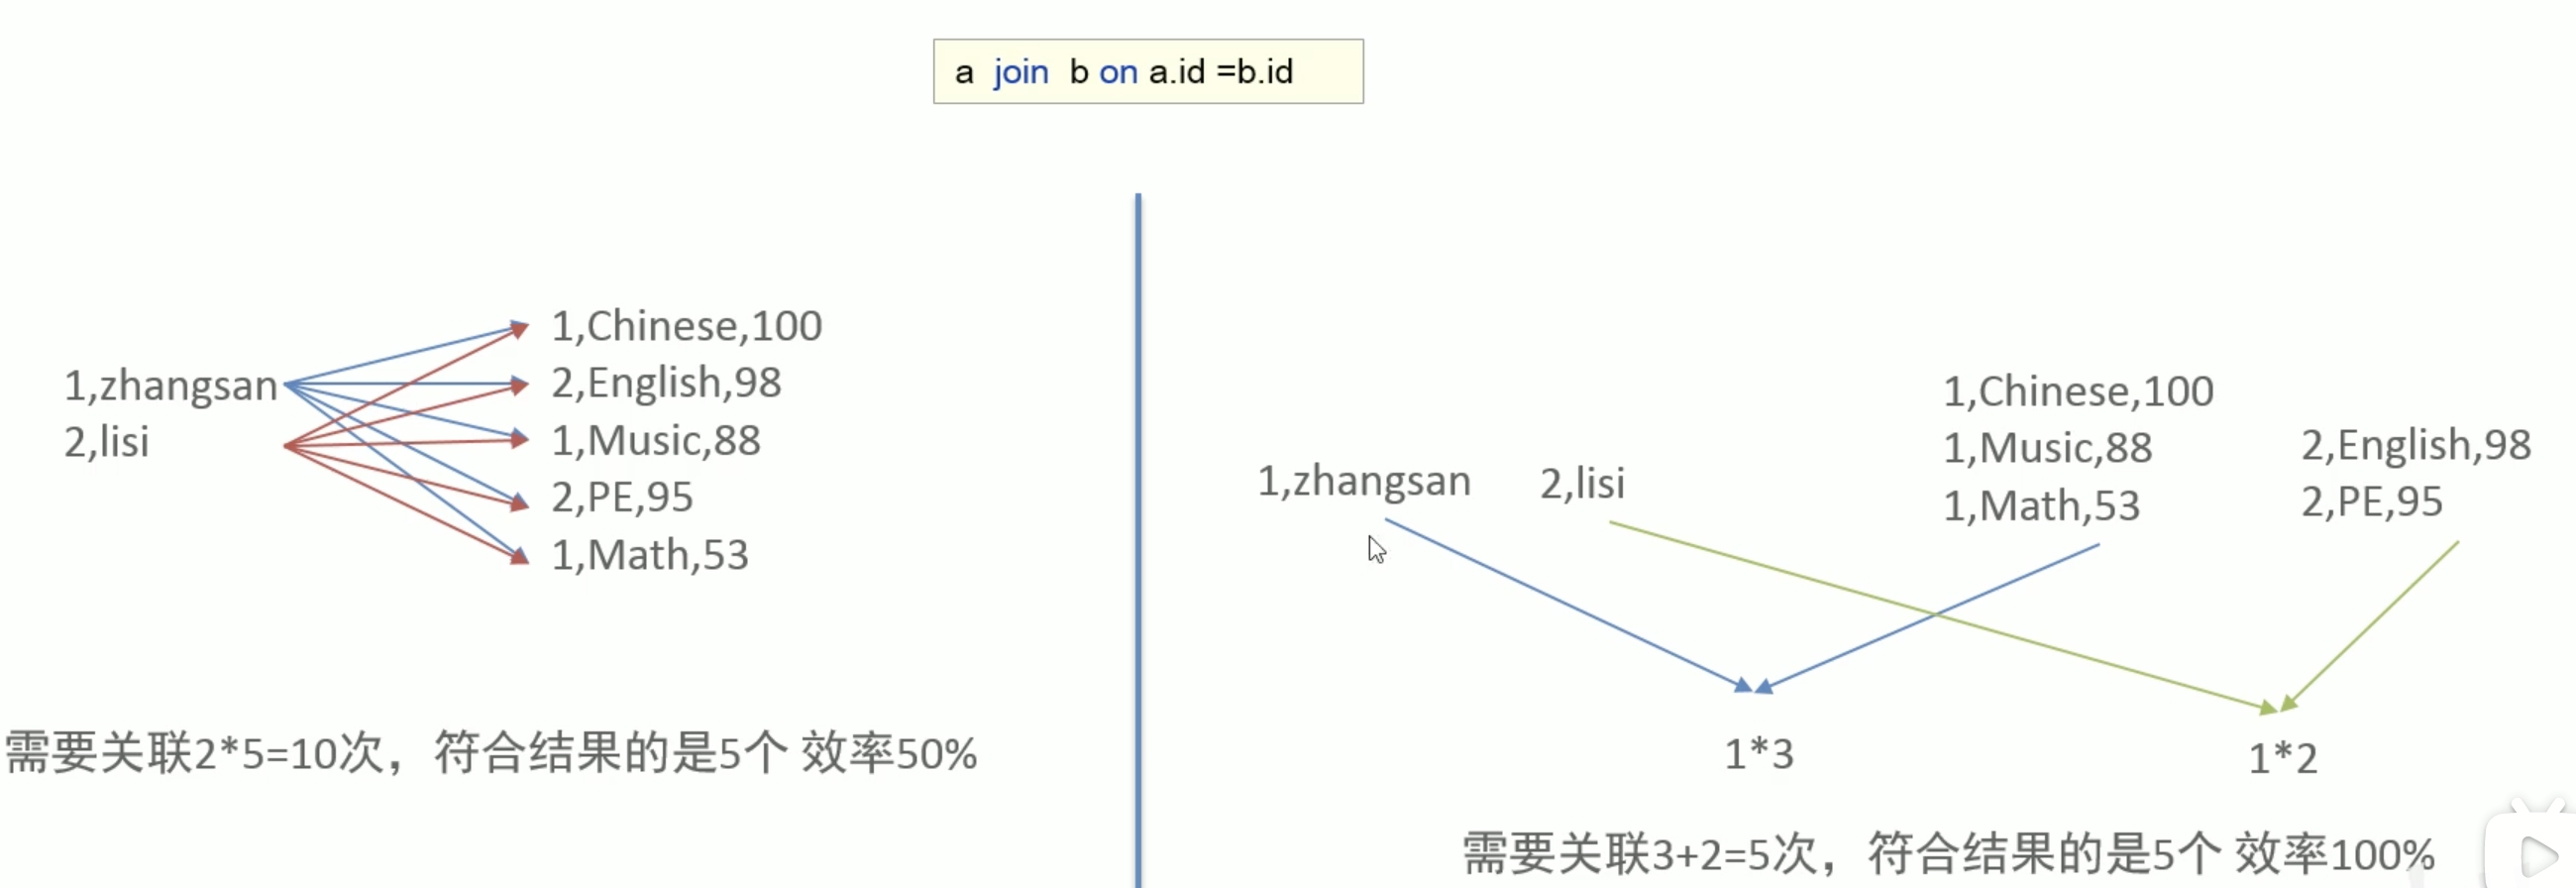 a join b on a.id =b.id
1,zhangsan
2,lisi
1,Chinese,100
2,English,98
1,Music,88
2,PE,95
1,Math,53
需要关联2*5=10次，符合结果的是5个 效率50%
1,zhangsan
2,lisi
1,Chinese,100
1,Music,88
1,Math,53
2,English,98
2,PE,95
1*3
1*2
需要关联3+2=5次，符合结果的是5个 效率100%